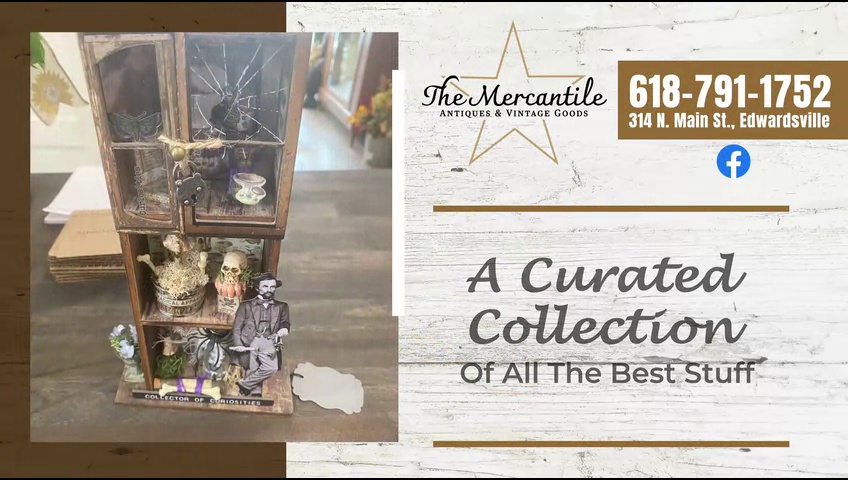 The Mercantile
ANTIQUES & VINTAGE GOODS
618-791-1752
314 N. Main St., Edwardsville
A Curated
Collection
Of All The Best Stuff
COLLECTOR OF CURIOSITIES